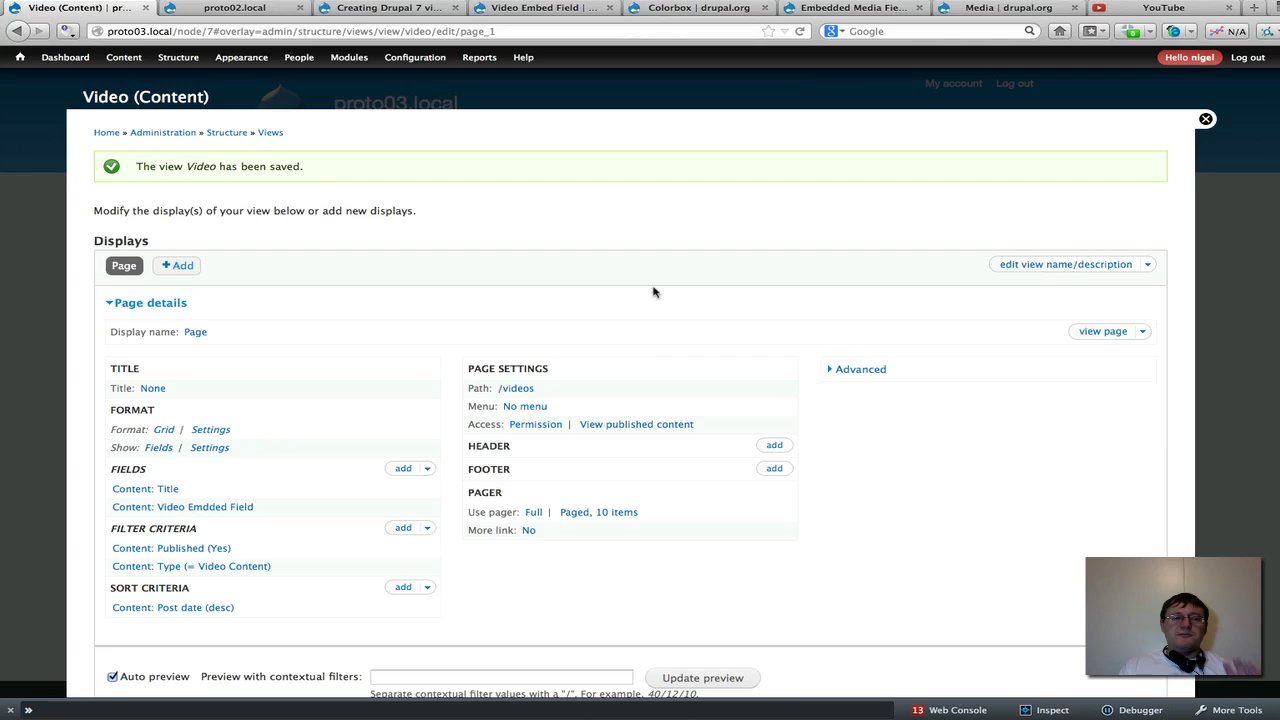 Video (Content) | pr...
proto02.local
Creating Drupal 7 vi...
Video Embed Field | ...
Colorbox | drupal.org
Embedded Media Fie...
Media | drupal.org
YouTube
proto03.local/node/7#overlay=admin/structure/views/view/video/edit/page_1
Google
N/A
Dashboard Content Structure Appearance People Modules Configuration Reports Help
Hello nigel Log out
My account Log out
Video (Content)
proto03.local
Home » Administration » Structure » Views
The view Video has been saved.
Modify the display(s) of your view below or add new displays.
Displays
Page
Add
edit view name/description
Page details
Display name: Page
view page
TITLE
Title: None
FORMAT
Format: Grid | Settings
Show: Fields | Settings
FIELDS
add
Content: Title
Content: Video Emdded Field
FILTER CRITERIA
add
Content: Published (Yes)
Content: Type (= Video Content)
SORT CRITERIA
add
Content: Post date (desc)
PAGE SETTINGS
Path: /videos
Menu: No menu
Access: Permission | View published content
HEADER
add
FOOTER
add
PAGER
Use pager: Full | Paged, 10 items
More link: No
Advanced
Auto preview
Preview with contextual filters:
Update preview
Separate contextual filter values with a "/". For example, 40/12/10.
13 Web Console
Inspect
Debugger
More Tools